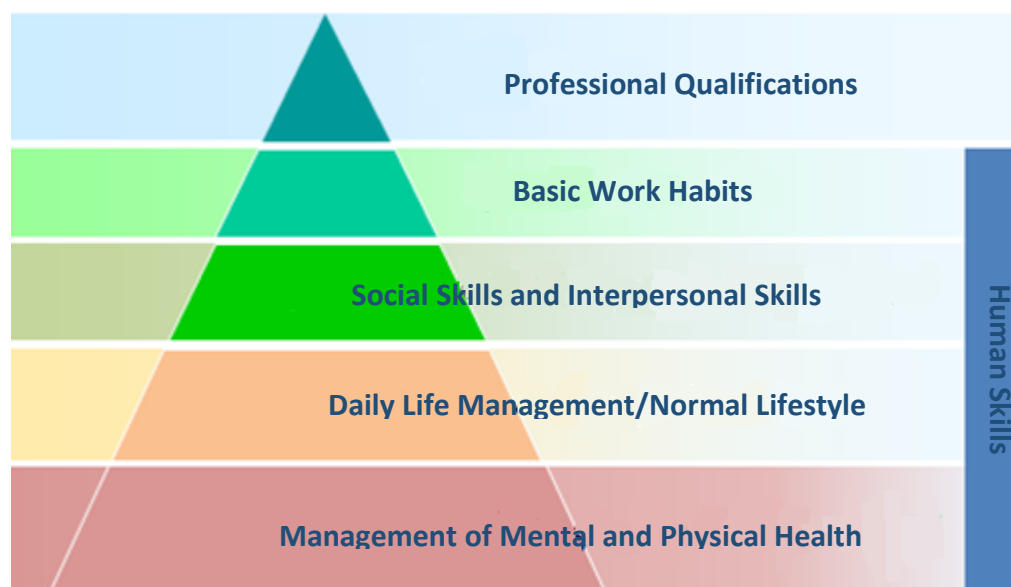 Professional Qualifications
Basic Work Habits
Social Skills and Interpersonal Skills
Daily Life Management/Normal Lifestyle
Management of Mental and Physical Health
Human Skills